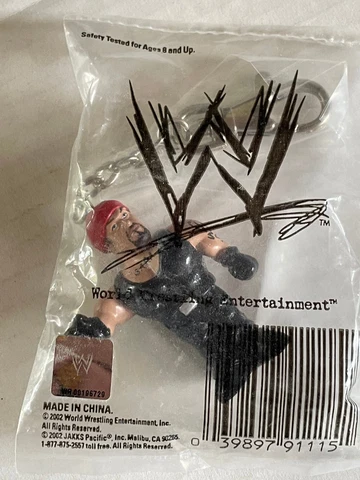 Safety Tested for Ages 8 and Up.
W
TM
World Wrestling Entertainment™
W
MADE IN CHINA.
© 2002 World Wrestling Entertainment, Inc.
All Rights Reserved.
© 2002 JAKKS Pacific®, Inc. Malibu, CA 90265.
All Rights Reserved.
1-877-875-2557 toll free.
0 39897 91115